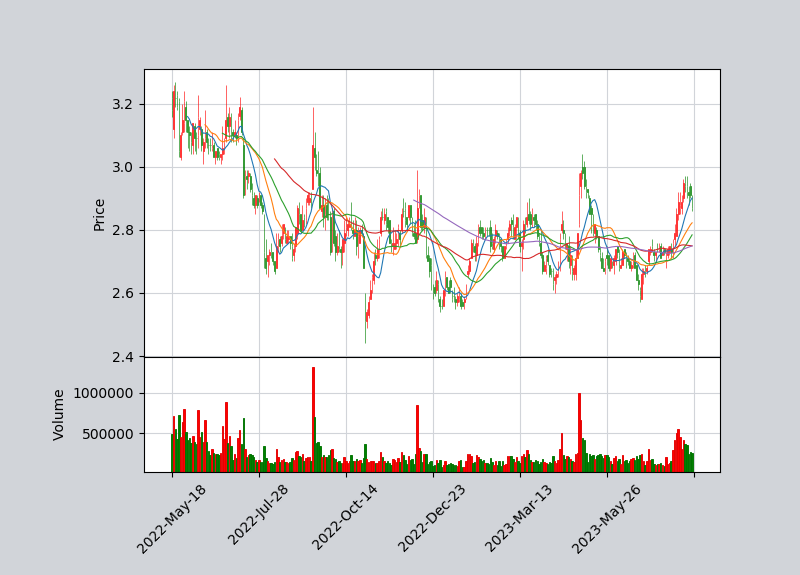 3.2
3.0
2.8
2.6
2.4
Price
1000000
500000
Volume
2022-May-18
2022-Jul-28
2022-Oct-14
2022-Dec-23
2023-Mar-13
2023-May-26